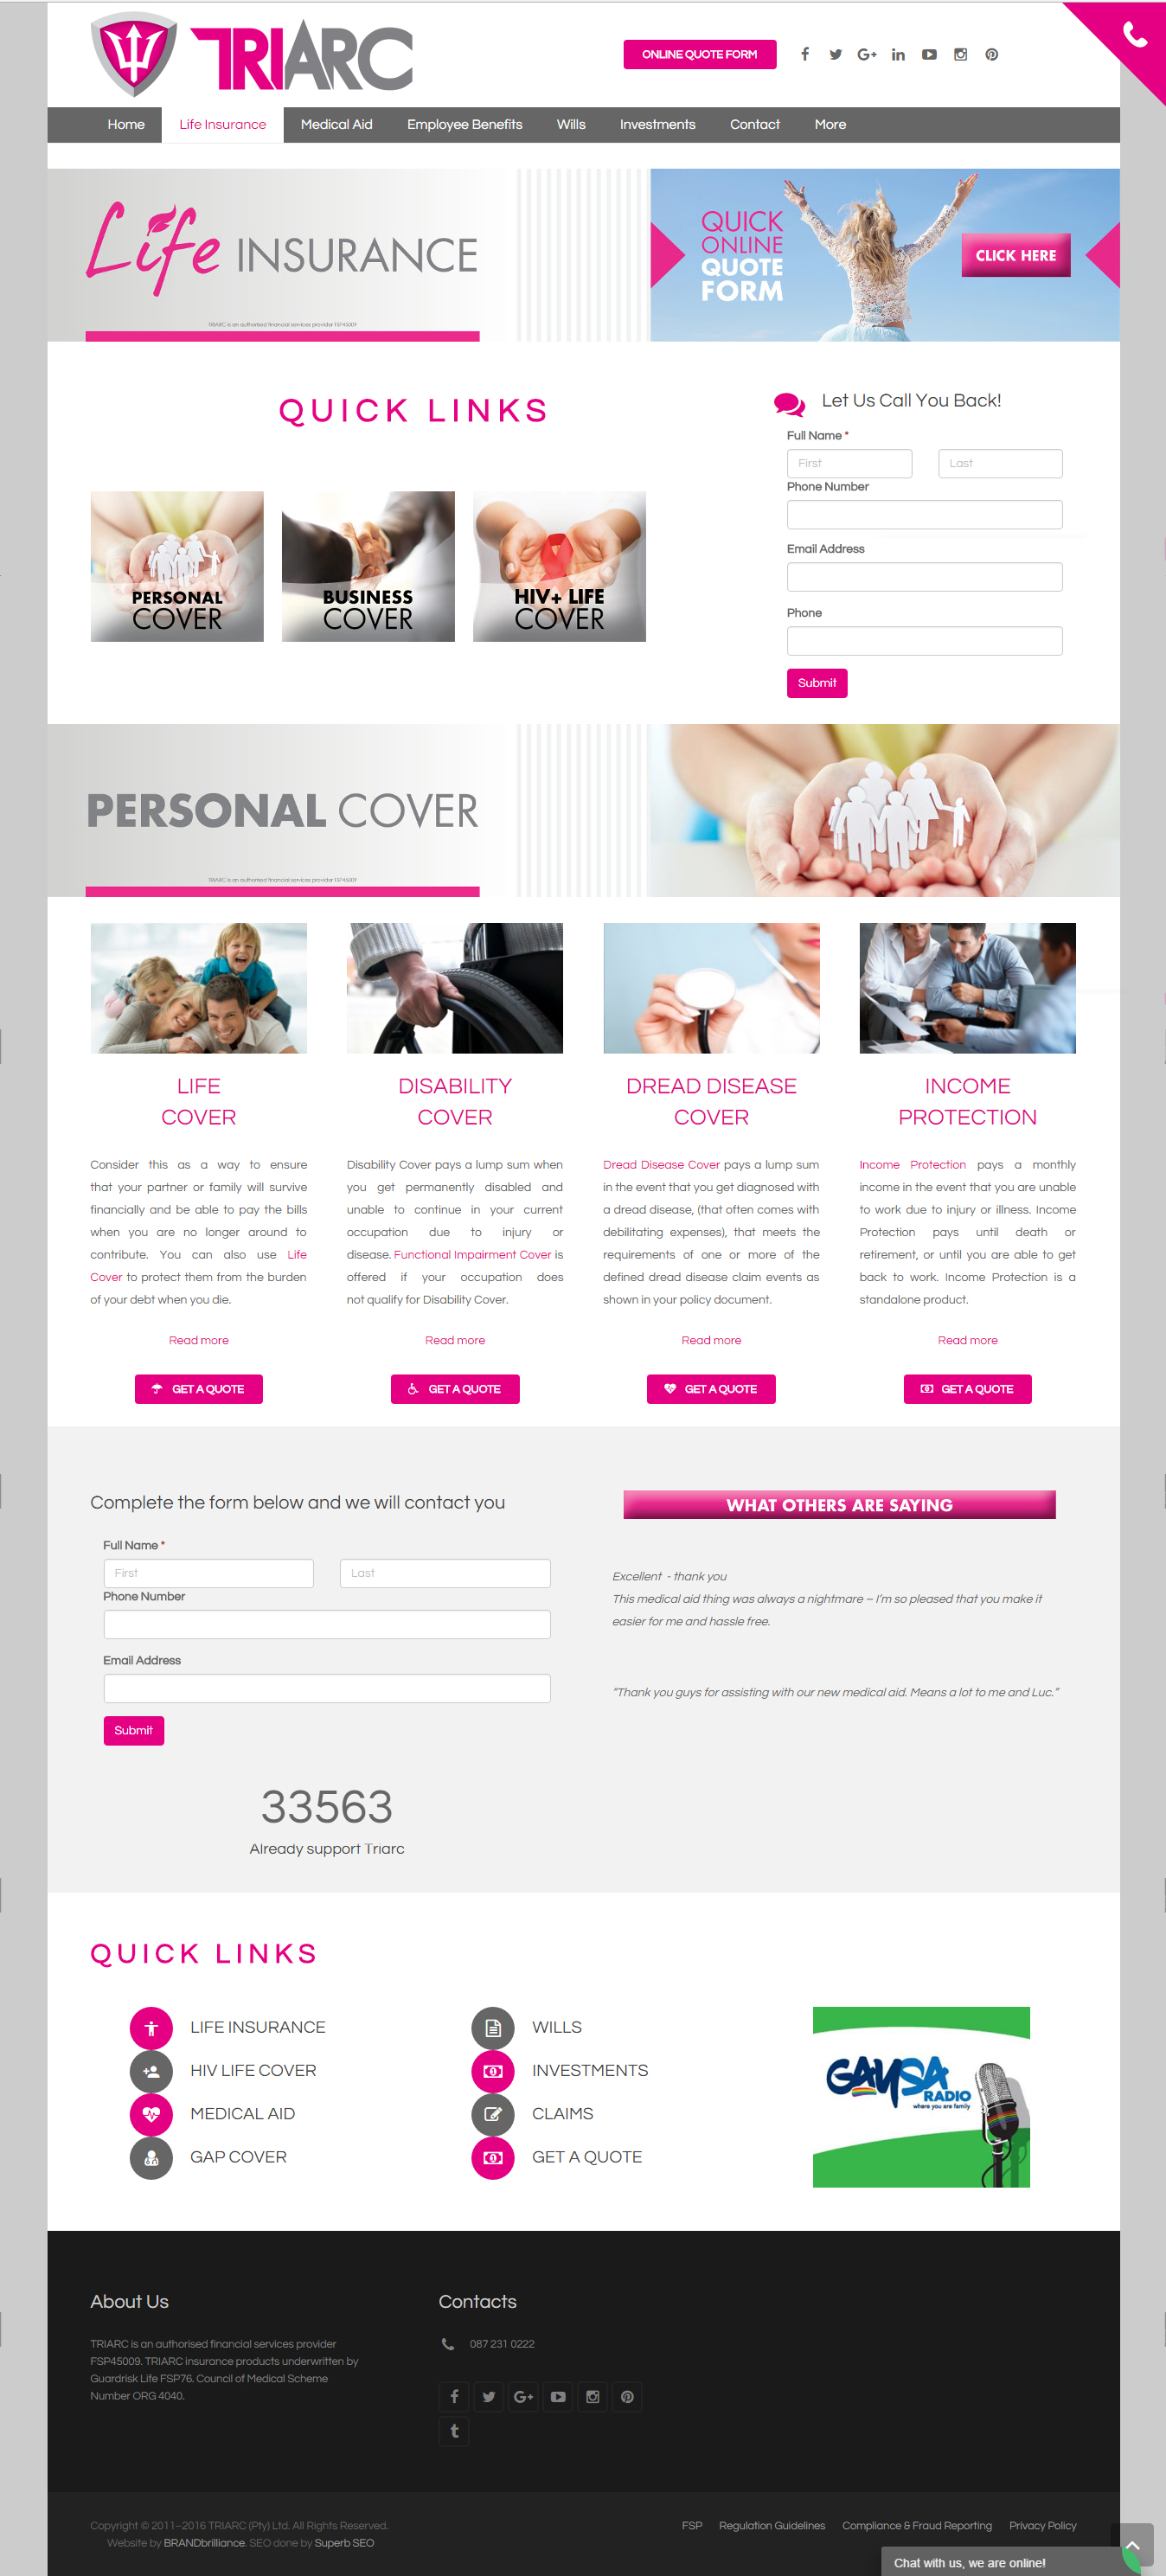 TRIARC
ONLINE QUOTE FORM
Home Life Insurance Medical Aid Employee Benefits Wills Investments Contact More
Life INSURANCE
TRIARC is an authorised financial services provider
QUICK
ONLINE
QUOTE
FORM
CLICK HERE
QUICK LINKS
PERSONAL
COVER
BUSINESS
COVER
HIV+ LIFE
COVER
Let Us Call You Back!
Full Name *
First Last
Phone Number
Email Address
Phone
Submit
PERSONAL COVER
TRIARC is an authorised financial services provider
LIFE
COVER
Consider this as a way to ensure
that your partner or family will survive
financially and be able to pay the bills
when you are no longer around to
contribute. You can also use Life
Cover to protect them from the burden
of your debt when you die.
Read more
GET A QUOTE
DISABILITY
COVER
Disability Cover pays a lump sum when
you get permanently disabled and
unable to continue in your current
occupation due to injury or
disease. Functional Impairment Cover is
offered if your occupation does
not qualify for Disability Cover.
Read more
GET A QUOTE
DREAD DISEASE
COVER
Dread Disease Cover pays a lump sum
in the event that you get diagnosed with
a dread disease, (that often comes with
debilitating expenses), that meets the
requirements of one or more of the
defined dread disease claim events as
shown in your policy document.
Read more
GET A QUOTE
INCOME
PROTECTION
Income Protection pays a monthly
income in the event that you are unable
to work due to injury or illness. Income
Protection pays until death or
retirement, or until you are able to get
back to work. Income Protection is a
standalone product.
Read more
GET A QUOTE
Complete the form below and we will contact you
Full Name *
First Last
Phone Number
Email Address
Submit
33563
Already support Triarc
WHAT OTHERS ARE SAYING
Excellent - thank you
This medical aid thing was always a nightmare – I'm so pleased that you make it
easier for me and hassle free.
"Thank you guys for assisting with our new medical aid. Means a lot to me and Luc."
QUICK LINKS
LIFE INSURANCE
HIV LIFE COVER
MEDICAL AID
GAP COVER
WILLS
INVESTMENTS
CLAIMS
GET A QUOTE
GAYSA
RADIO
where you are family
About Us
TRIARC is an authorised financial services provider
FSP45009. TRIARC insurance products underwritten by
Guardrisk Life FSP76. Council of Medical Scheme
Number ORG 4040.
Contacts
087 231 0222
Copyright © 2011–2016 TRIARC (Pty) Ltd. All Rights Reserved.
Website by BRANDbrilliance. SEO done by Superb SEO
FSP Regulation Guidelines Compliance & Fraud Reporting Privacy Policy
Chat with us, we are online!